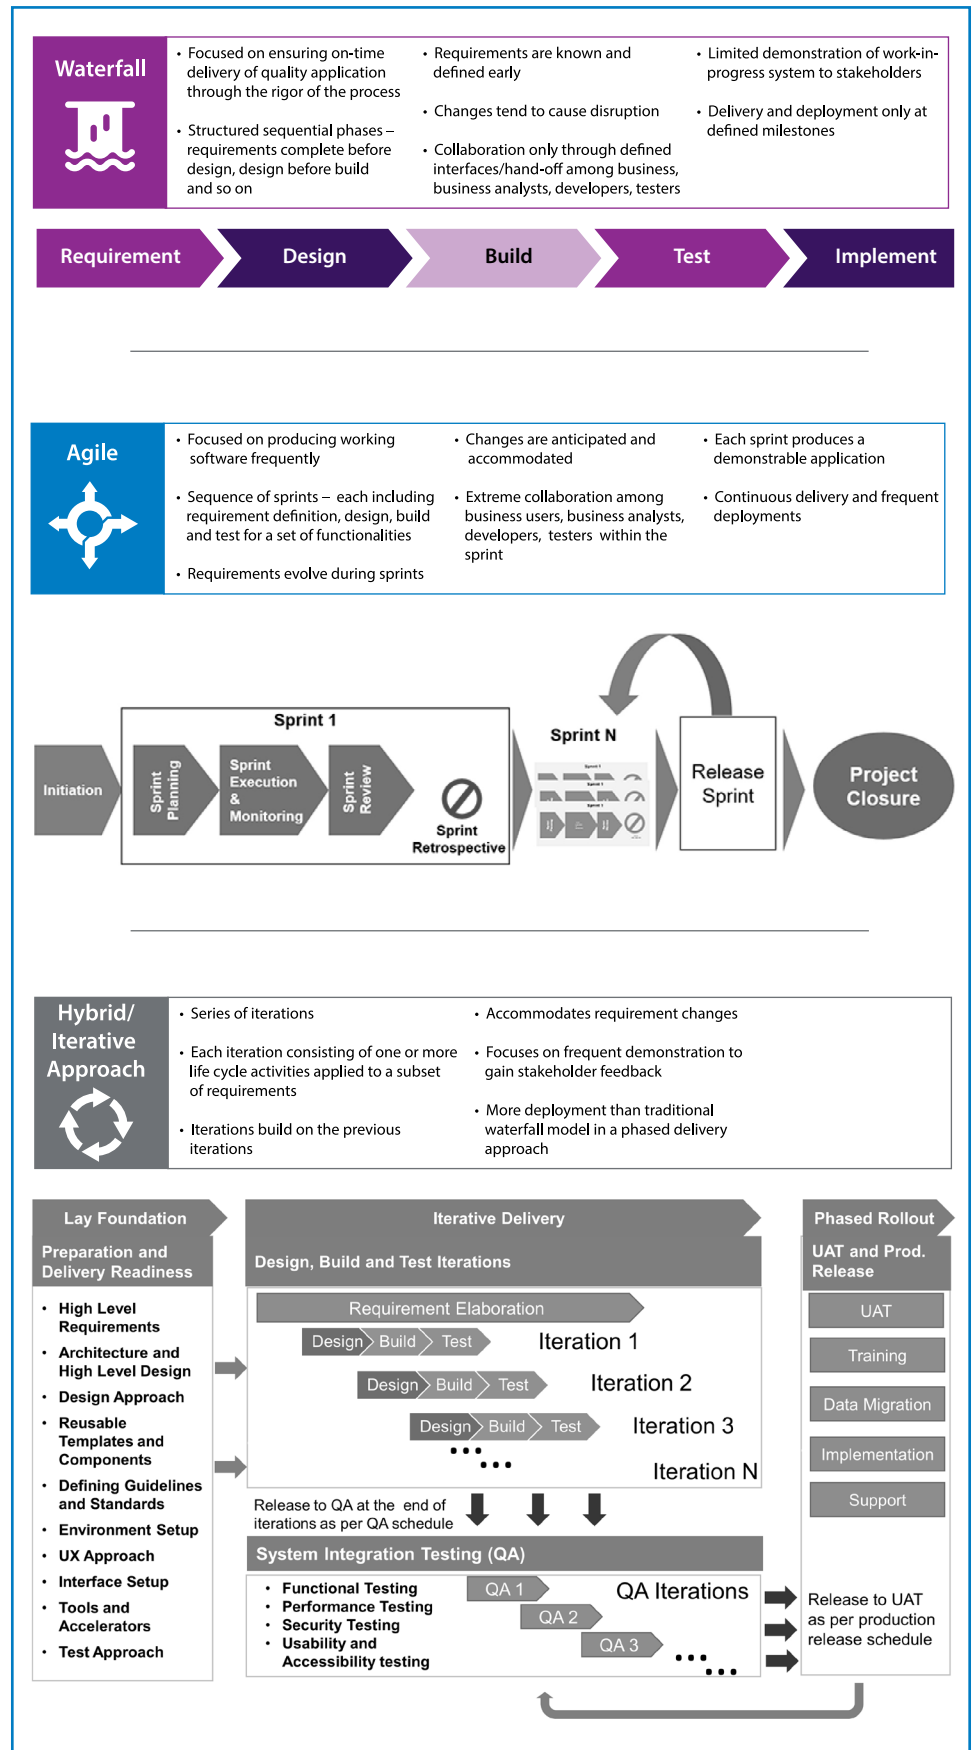 Waterfall
• Focused on ensuring on-time
delivery of quality application
through the rigor of the process
• Structured sequential phases –
requirements complete before
design, design before build
and so on
• Requirements are known and
defined early
• Changes tend to cause disruption
• Collaboration only through defined
interfaces/hand-off among business,
business analysts, developers, testers
• Limited demonstration of work-in-
progress system to stakeholders
• Delivery and deployment only at
defined milestones
Requirement
Design
Build
Test
Implement
Agile
• Focused on producing working
software frequently
• Sequence of sprints – each including
requirement definition, design, build
and test for a set of functionalities
• Requirements evolve during sprints
• Changes are anticipated and
accommodated
• Extreme collaboration among
business users, business analysts,
developers, testers within the
sprint
• Each sprint produces a
demonstrable application
• Continuous delivery and frequent
deployments
Initiation
Sprint 1
Sprint
Planning
Sprint
Execution
&
Monitoring
Sprint
Review
Sprint
Retrospective
Sprint N
Release
Sprint
Project
Closure
Hybrid/
Iterative
Approach
• Series of iterations
• Each iteration consisting of one or more
life cycle activities applied to a subset
of requirements
• Iterations build on the previous
iterations
• Accommodates requirement changes
• Focuses on frequent demonstration to
gain stakeholder feedback
• More deployment than traditional
waterfall model in a phased delivery
approach
Lay Foundation
Preparation and
Delivery Readiness
• High Level
Requirements
• Architecture and
High Level Design
• Design Approach
• Reusable
Templates and
Components
• Defining Guidelines
and Standards
• Environment Setup
• UX Approach
• Interface Setup
• Tools and
Accelerators
• Test Approach
Iterative Delivery
Design, Build and Test Iterations
Requirement Elaboration
Design Build Test Iteration 1
Design Build Test Iteration 2
Design Build Test Iteration 3
Iteration N
Release to QA at the end of
iterations as per QA schedule
System Integration Testing (QA)
• Functional Testing
• Performance Testing
• Security Testing
• Usability and
Accessibility testing
QA 1
QA 2
QA 3
QA Iterations
Phased Rollout
UAT and Prod.
Release
UAT
Training
Data Migration
Implementation
Support
Release to UAT
as per production
release schedule